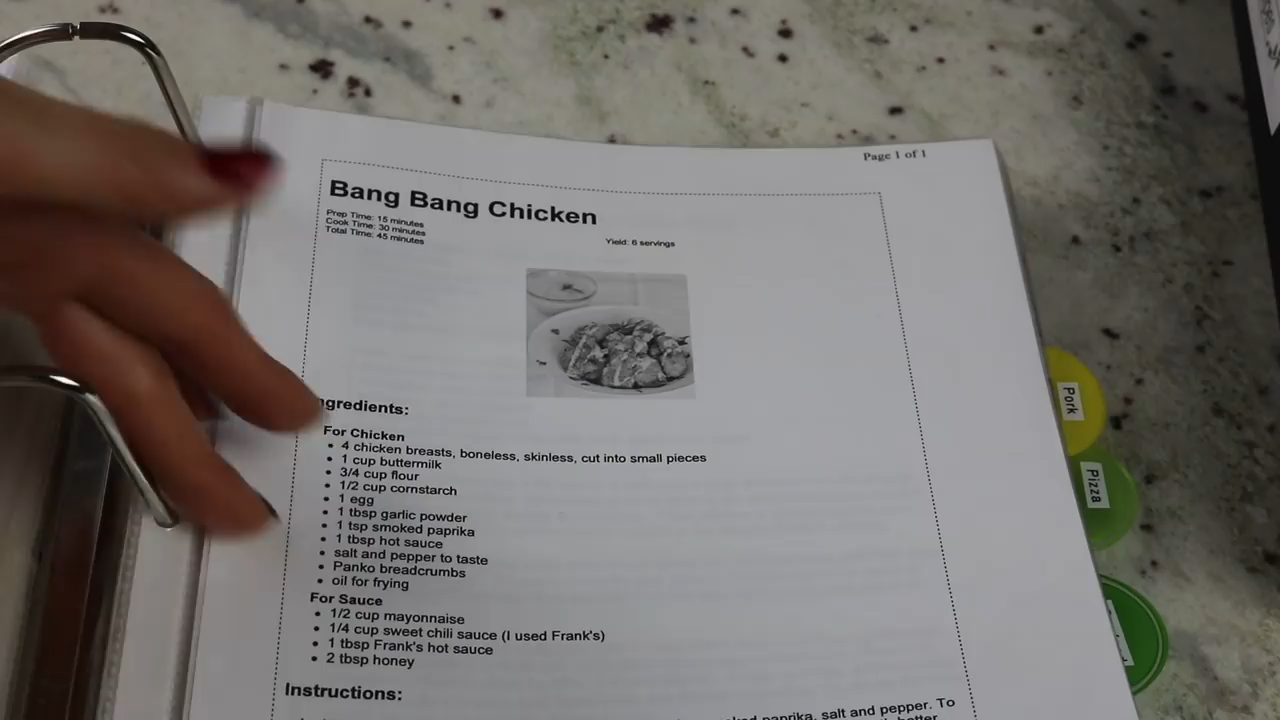 Page 1 of 1
Bang Bang Chicken
Prep Time: 15 minutes
Cook Time: 30 minutes
Total Time: 45 minutes
Yield: 6 servings
ngredients:
For Chicken
• 4 chicken breasts, boneless, skinless, cut into small pieces
• 1 cup buttermilk
• 3/4 cup flour
• 1/2 cup cornstarch
• 1 egg
• 1 tbsp garlic powder
• 1 tsp smoked paprika
• 1 tbsp hot sauce
• salt and pepper to taste
• Panko breadcrumbs
• oil for frying
For Sauce
• 1/2 cup mayonnaise
• 1/4 cup sweet chili sauce (I used Frank's)
• 1 tbsp Frank's hot sauce
• 2 tbsp honey
Instructions:
paprika, salt and pepper. To
batter
Pork
Pizza